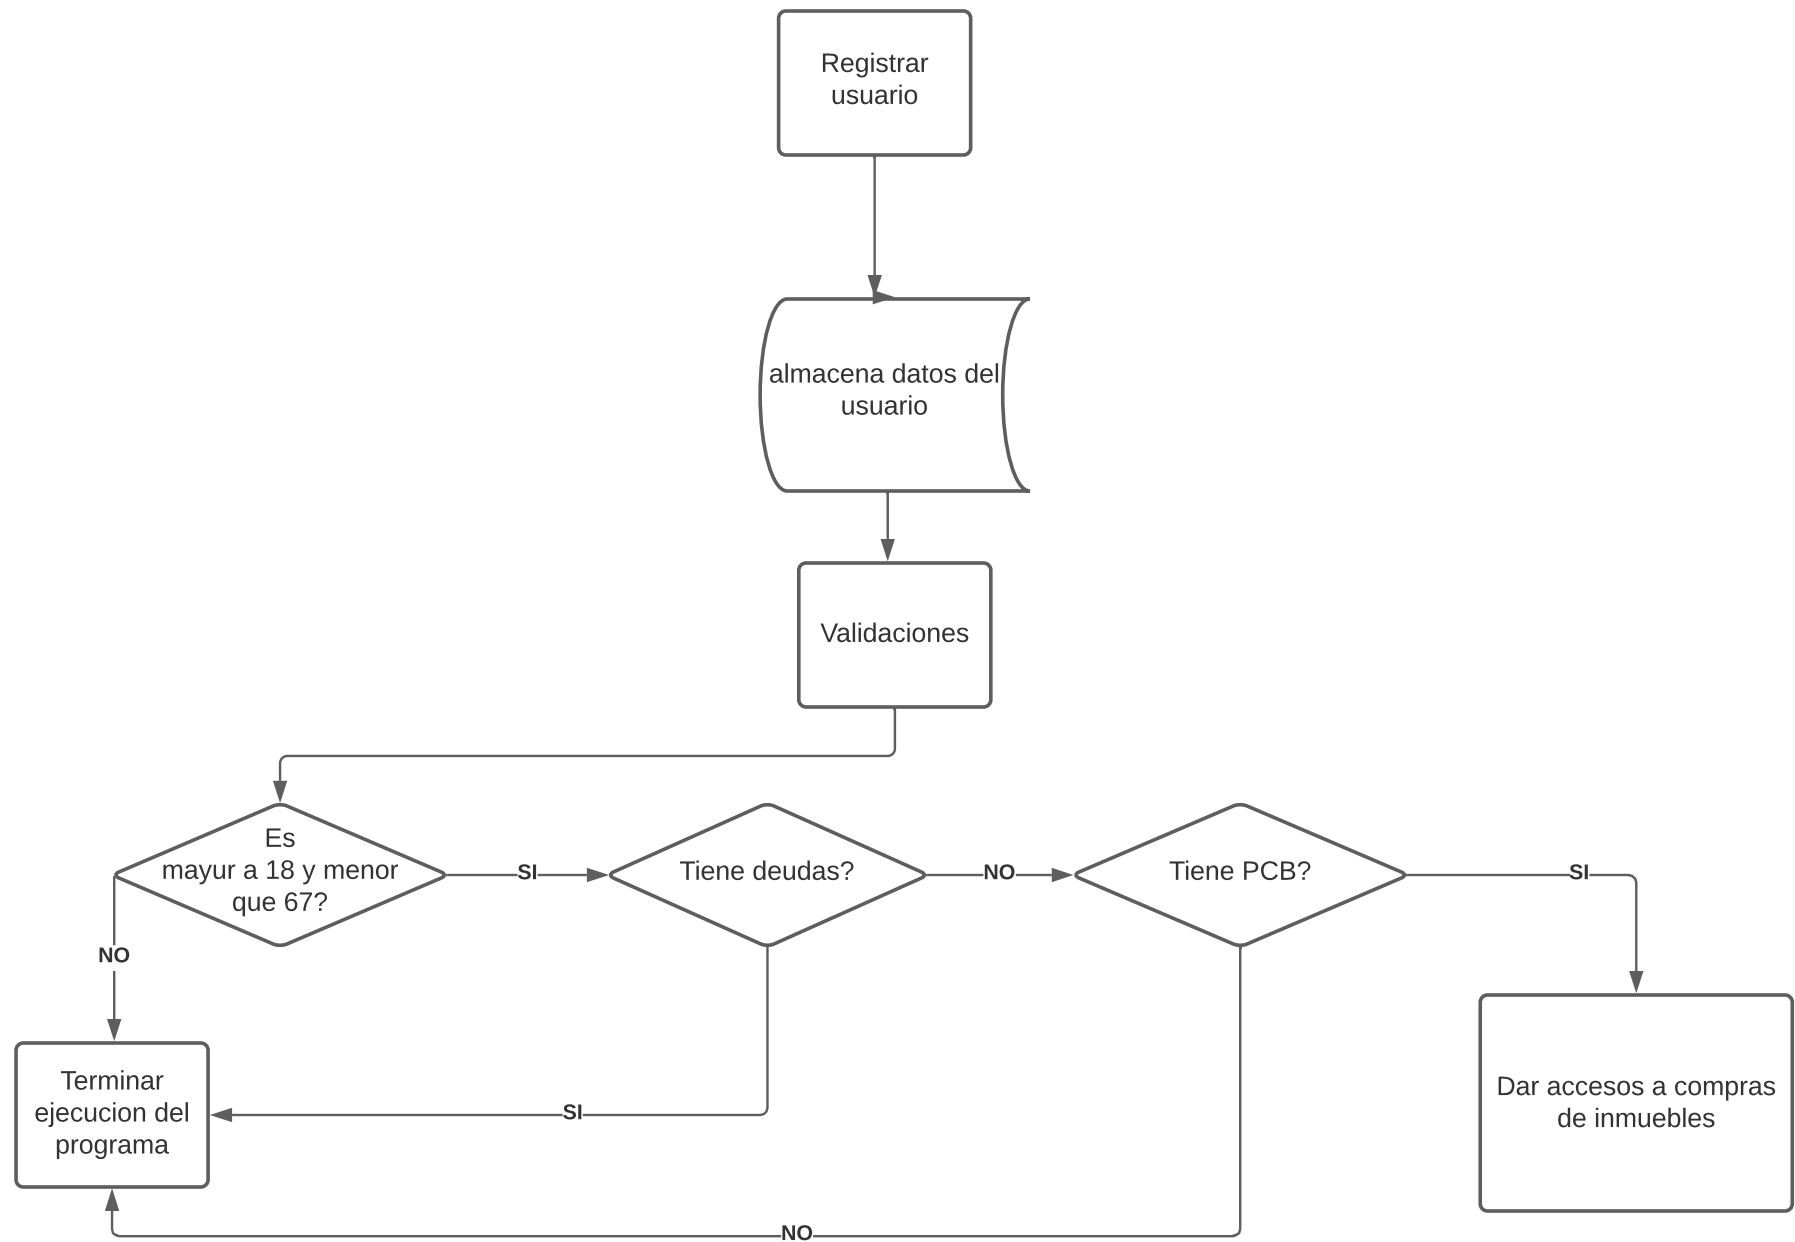 Registrar
usuario
almacena datos del
usuario
Validaciones
Es
mayur a 18 y menor
que 67?
SI
Tiene deudas?
NO
Tiene PCB?
SI
NO
Terminar
ejecucion del
programa
SI
Dar accesos a compras
de inmuebles
NO